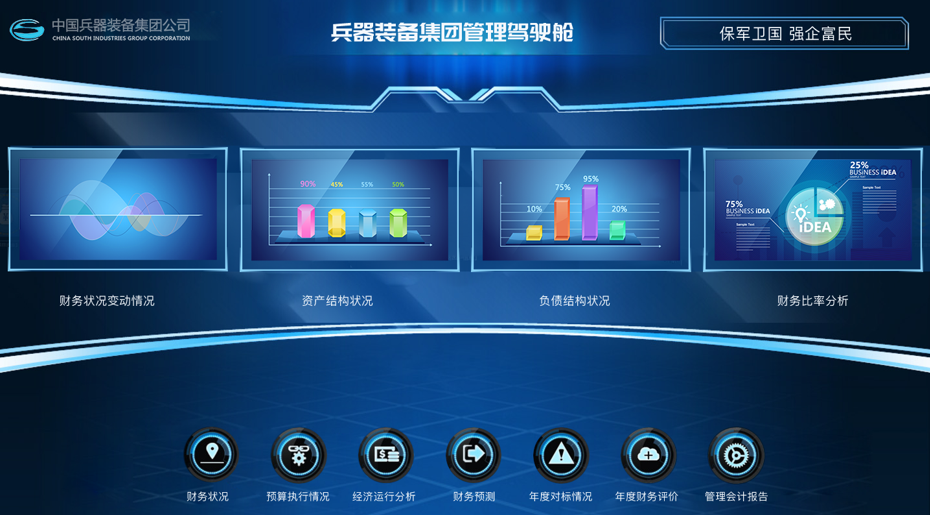 中国兵器装备集团公司
CHINA SOUTH INDUSTRIES GROUP CORPORATION
兵器装备集团管理驾驶舱
保军卫国 强企富民
90% 45% 55% 50%
10% 75% 95% 20%
25%
BUSINESS iDEA
Sample Text
75%
BUSINESS iDEA
iDEA
财务状况变动情况
资产结构状况
负债结构状况
财务比率分析
$
财务状况
预算执行情况
经济运行分析
财务预测
年度对标情况
年度财务评价
管理会计报告